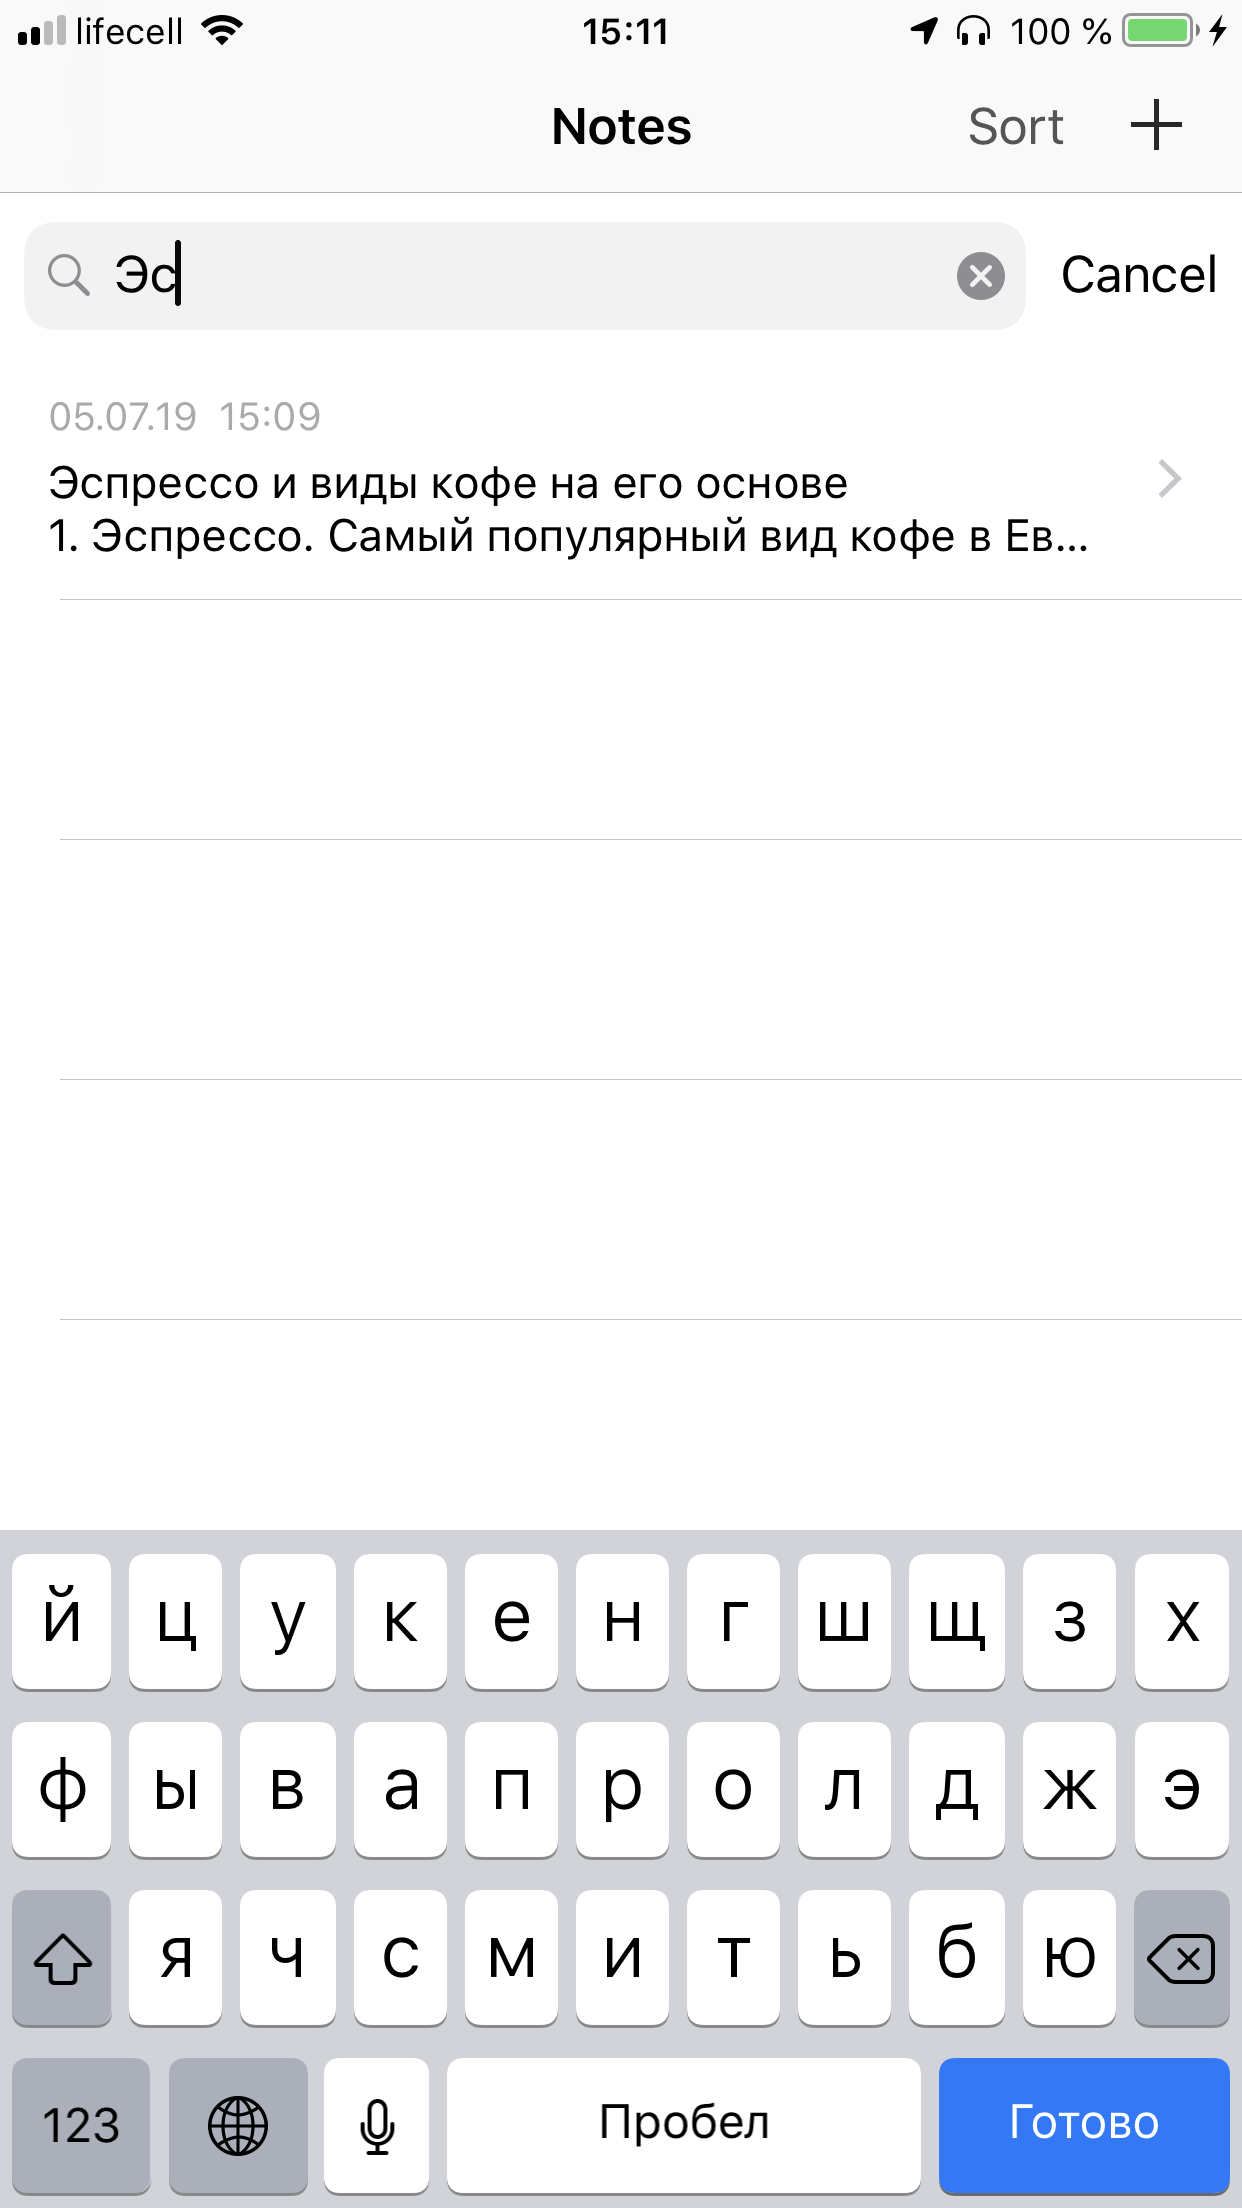 lifecell 15:11 100 %
Notes Sort
Эс Cancel
05.07.19 15:09
Эспрессо и виды кофе на его основе
1. Эспрессо. Самый популярный вид кофе в Ев...
й ц у к е н г ш щ з х
ф ы в а п р о л д ж э
я ч с м и т ь б ю
123 Пробел Готово